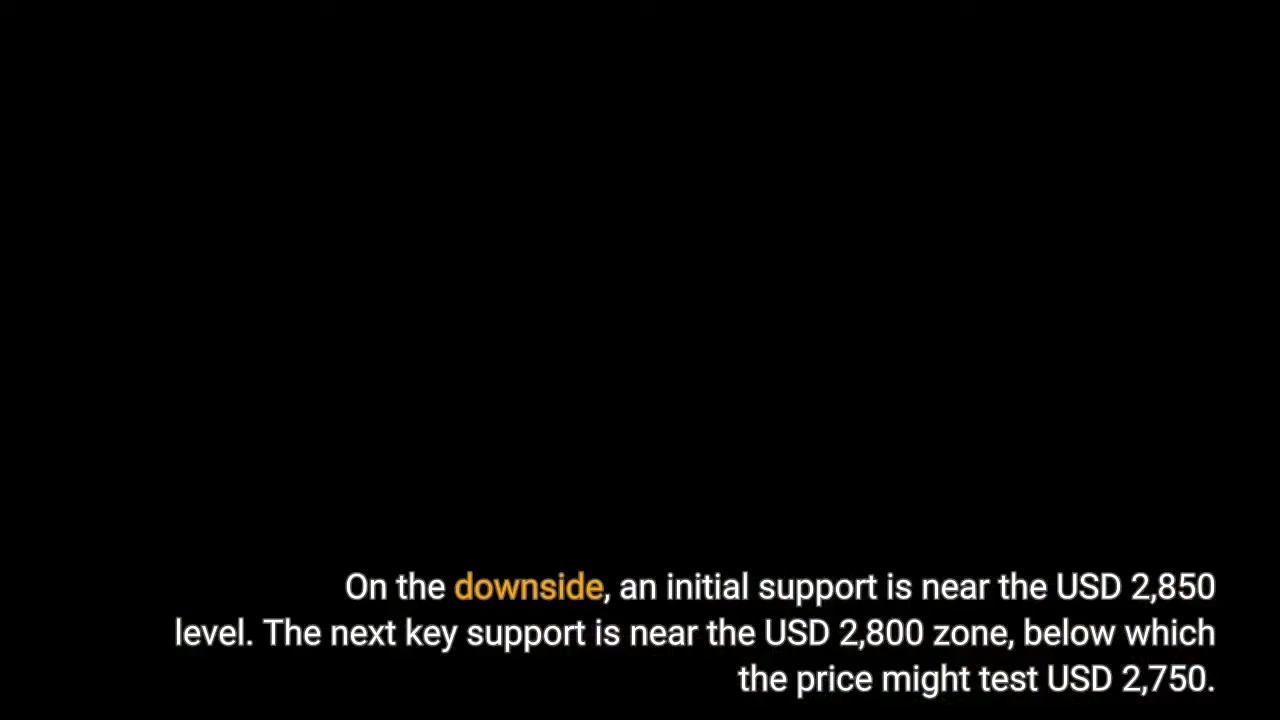 On the downside, an initial support is near the USD 2,850
level. The next key support is near the USD 2,800 zone, below which
the price might test USD 2,750.